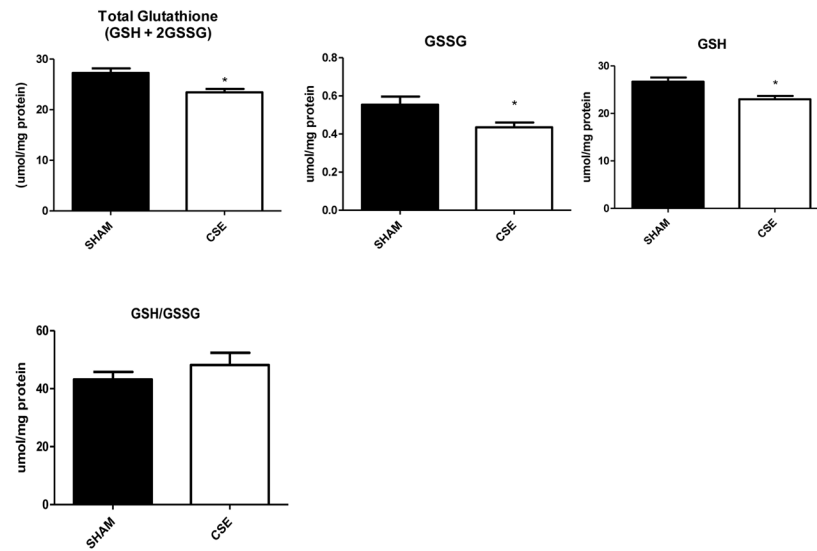 Total Glutathione
(GSH + 2GSSG)
(umol/mg protein)
30
20
10
0
SHAM
*
CSE
GSSG
umol/mg protein
0.8
0.6
0.4
0.2
0.0
SHAM
*
CSE
GSH
umol/mg protein
30
20
10
0
SHAM
*
CSE
GSH/GSSG
umol/mg protein
60
40
20
0
SHAM
CSE